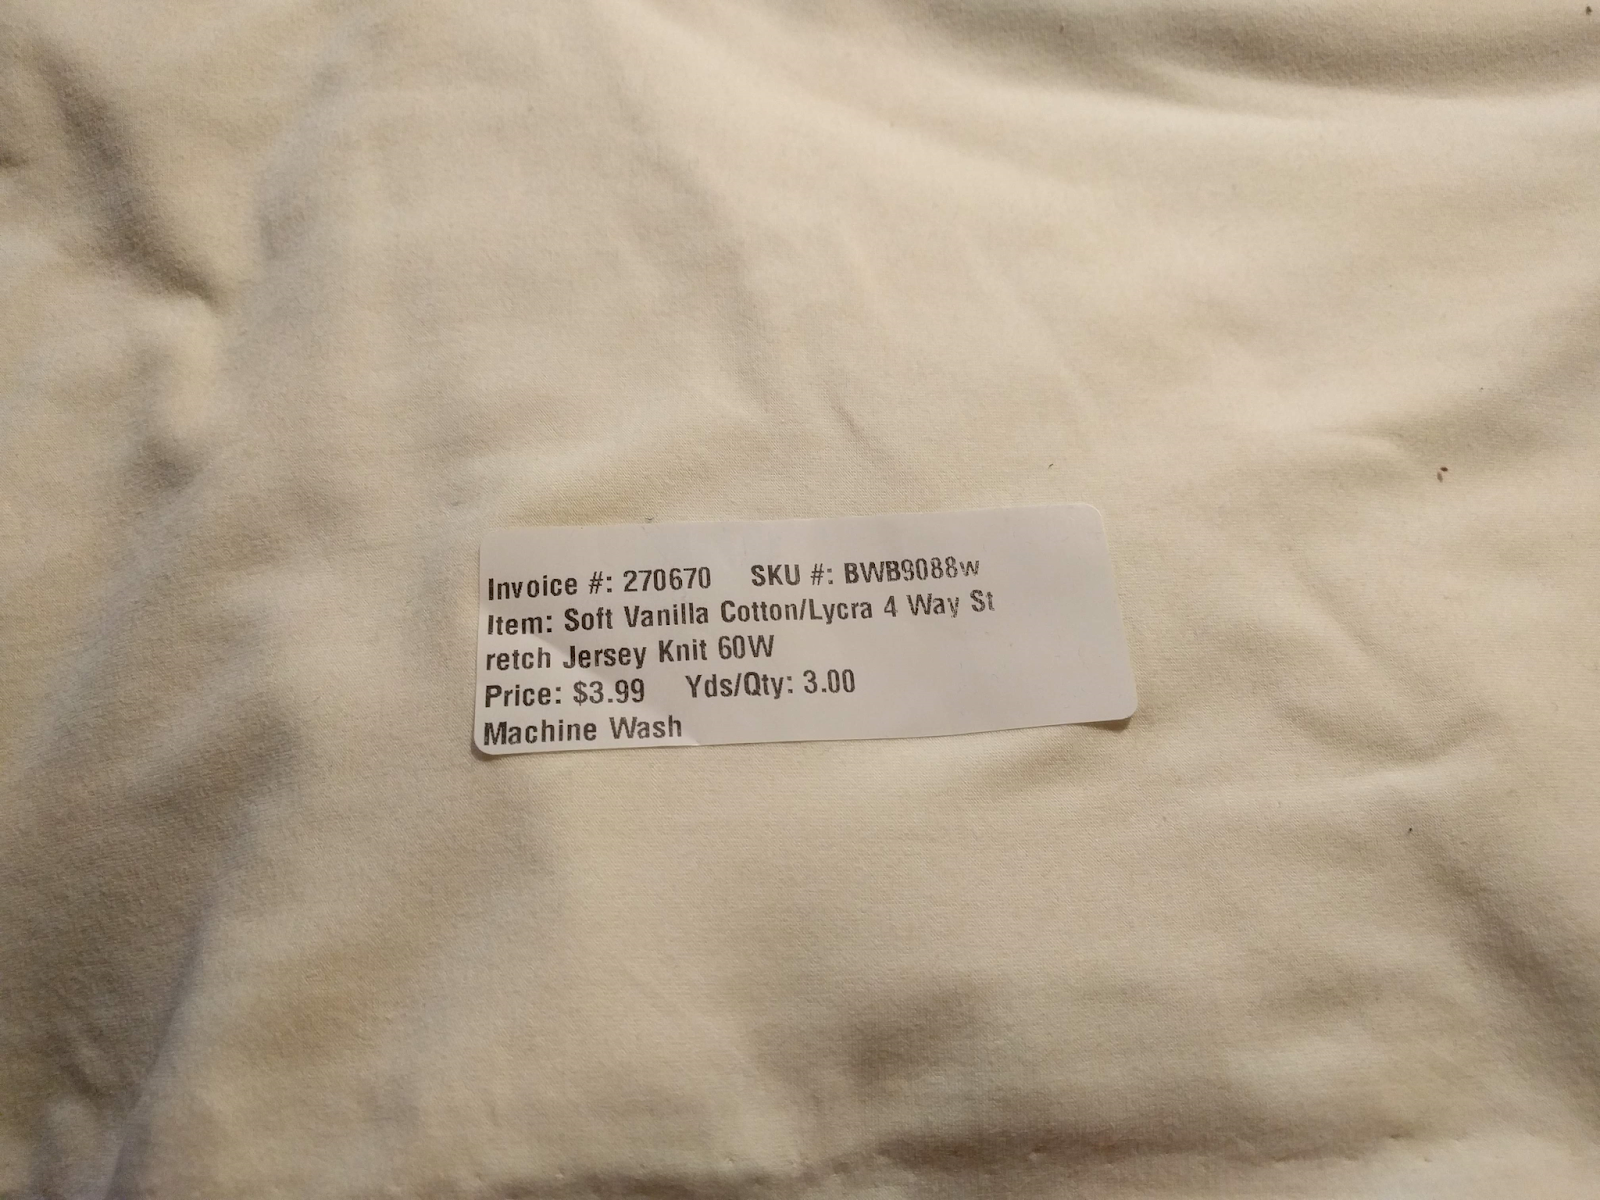 Invoice #: 270670 SKU #: BWB9088w
Item: Soft Vanilla Cotton/Lycra 4 Way St
retch Jersey Knit 60W
Price: $3.99 Yds/Qty: 3.00
Machine Wash